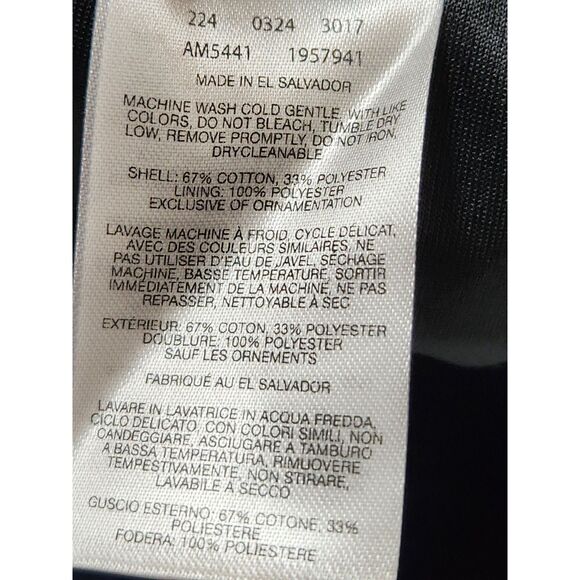 224 0324 3017
AM5441 1957941
MADE IN EL SALVADOR
MACHINE WASH COLD GENTLE, WITH LIKE
COLORS, DO NOT BLEACH, TUMBLE DRY
LOW, REMOVE PROMPTLY, DO NOT IRON,
DRYCLEANABLE
SHELL: 67% COTTON, 33% POLYESTER
LINING: 100% POLYESTER
EXCLUSIVE OF ORNAMENTATION
LAVAGE MACHINE À FROID, CYCLE DÉLICAT,
AVEC DES COULEURS SIMILAIRES, NE
PAS UTILISER D'EAU DE JAVEL, SÉCHAGE
MACHINE, BASSE TEMPÉRATURE, SORTIR
IMMÉDIATEMENT DE LA MACHINE, NE PAS
REPASSER, NETTOYABLE À SEC
EXTÉRIEUR: 67% COTON, 33% POLYESTER
DOUBLURE: 100% POLYESTER
SAUF LES ORNEMENTS
FABRIQUÉ AU EL SALVADOR
LAVARE IN LAVATRICE IN ACQUA FREDDA,
CICLO DELICATO, CON COLORI SIMILI, NON
CANDEGGIARE, ASCIUGARE A TAMBURO
A BASSA TEMPERATURA, RIMUOVERE
TEMPESTIVAMENTE, NON STIRARE,
LAVABILE A SECCO
GUSCIO ESTERNO: 67% COTONE, 33%
POLIESTERE
FODERA: 100% POLIESTERE